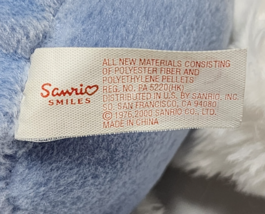 Sanrio
SMILES
ALL NEW MATERIALS CONSISTING
OF POLYESTER FIBER AND
POLYETHYLENE PELLETS
REG. NO. PA-5220(HK)
DISTRIBUTED IN U.S. BY SANRIO, INC.
SO. SAN FRANCISCO, CA 94080
© 1976,2000 SANRIO CO., LTD.
MADE IN CHINA